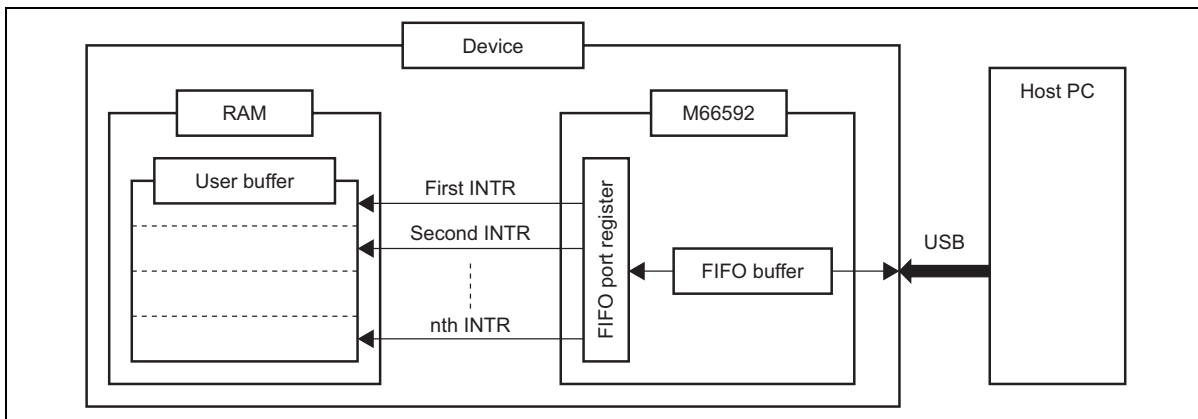 Device
RAM
M66592
Host PC
User buffer
First INTR
Second INTR
nth INTR
FIFO port register
FIFO buffer
USB